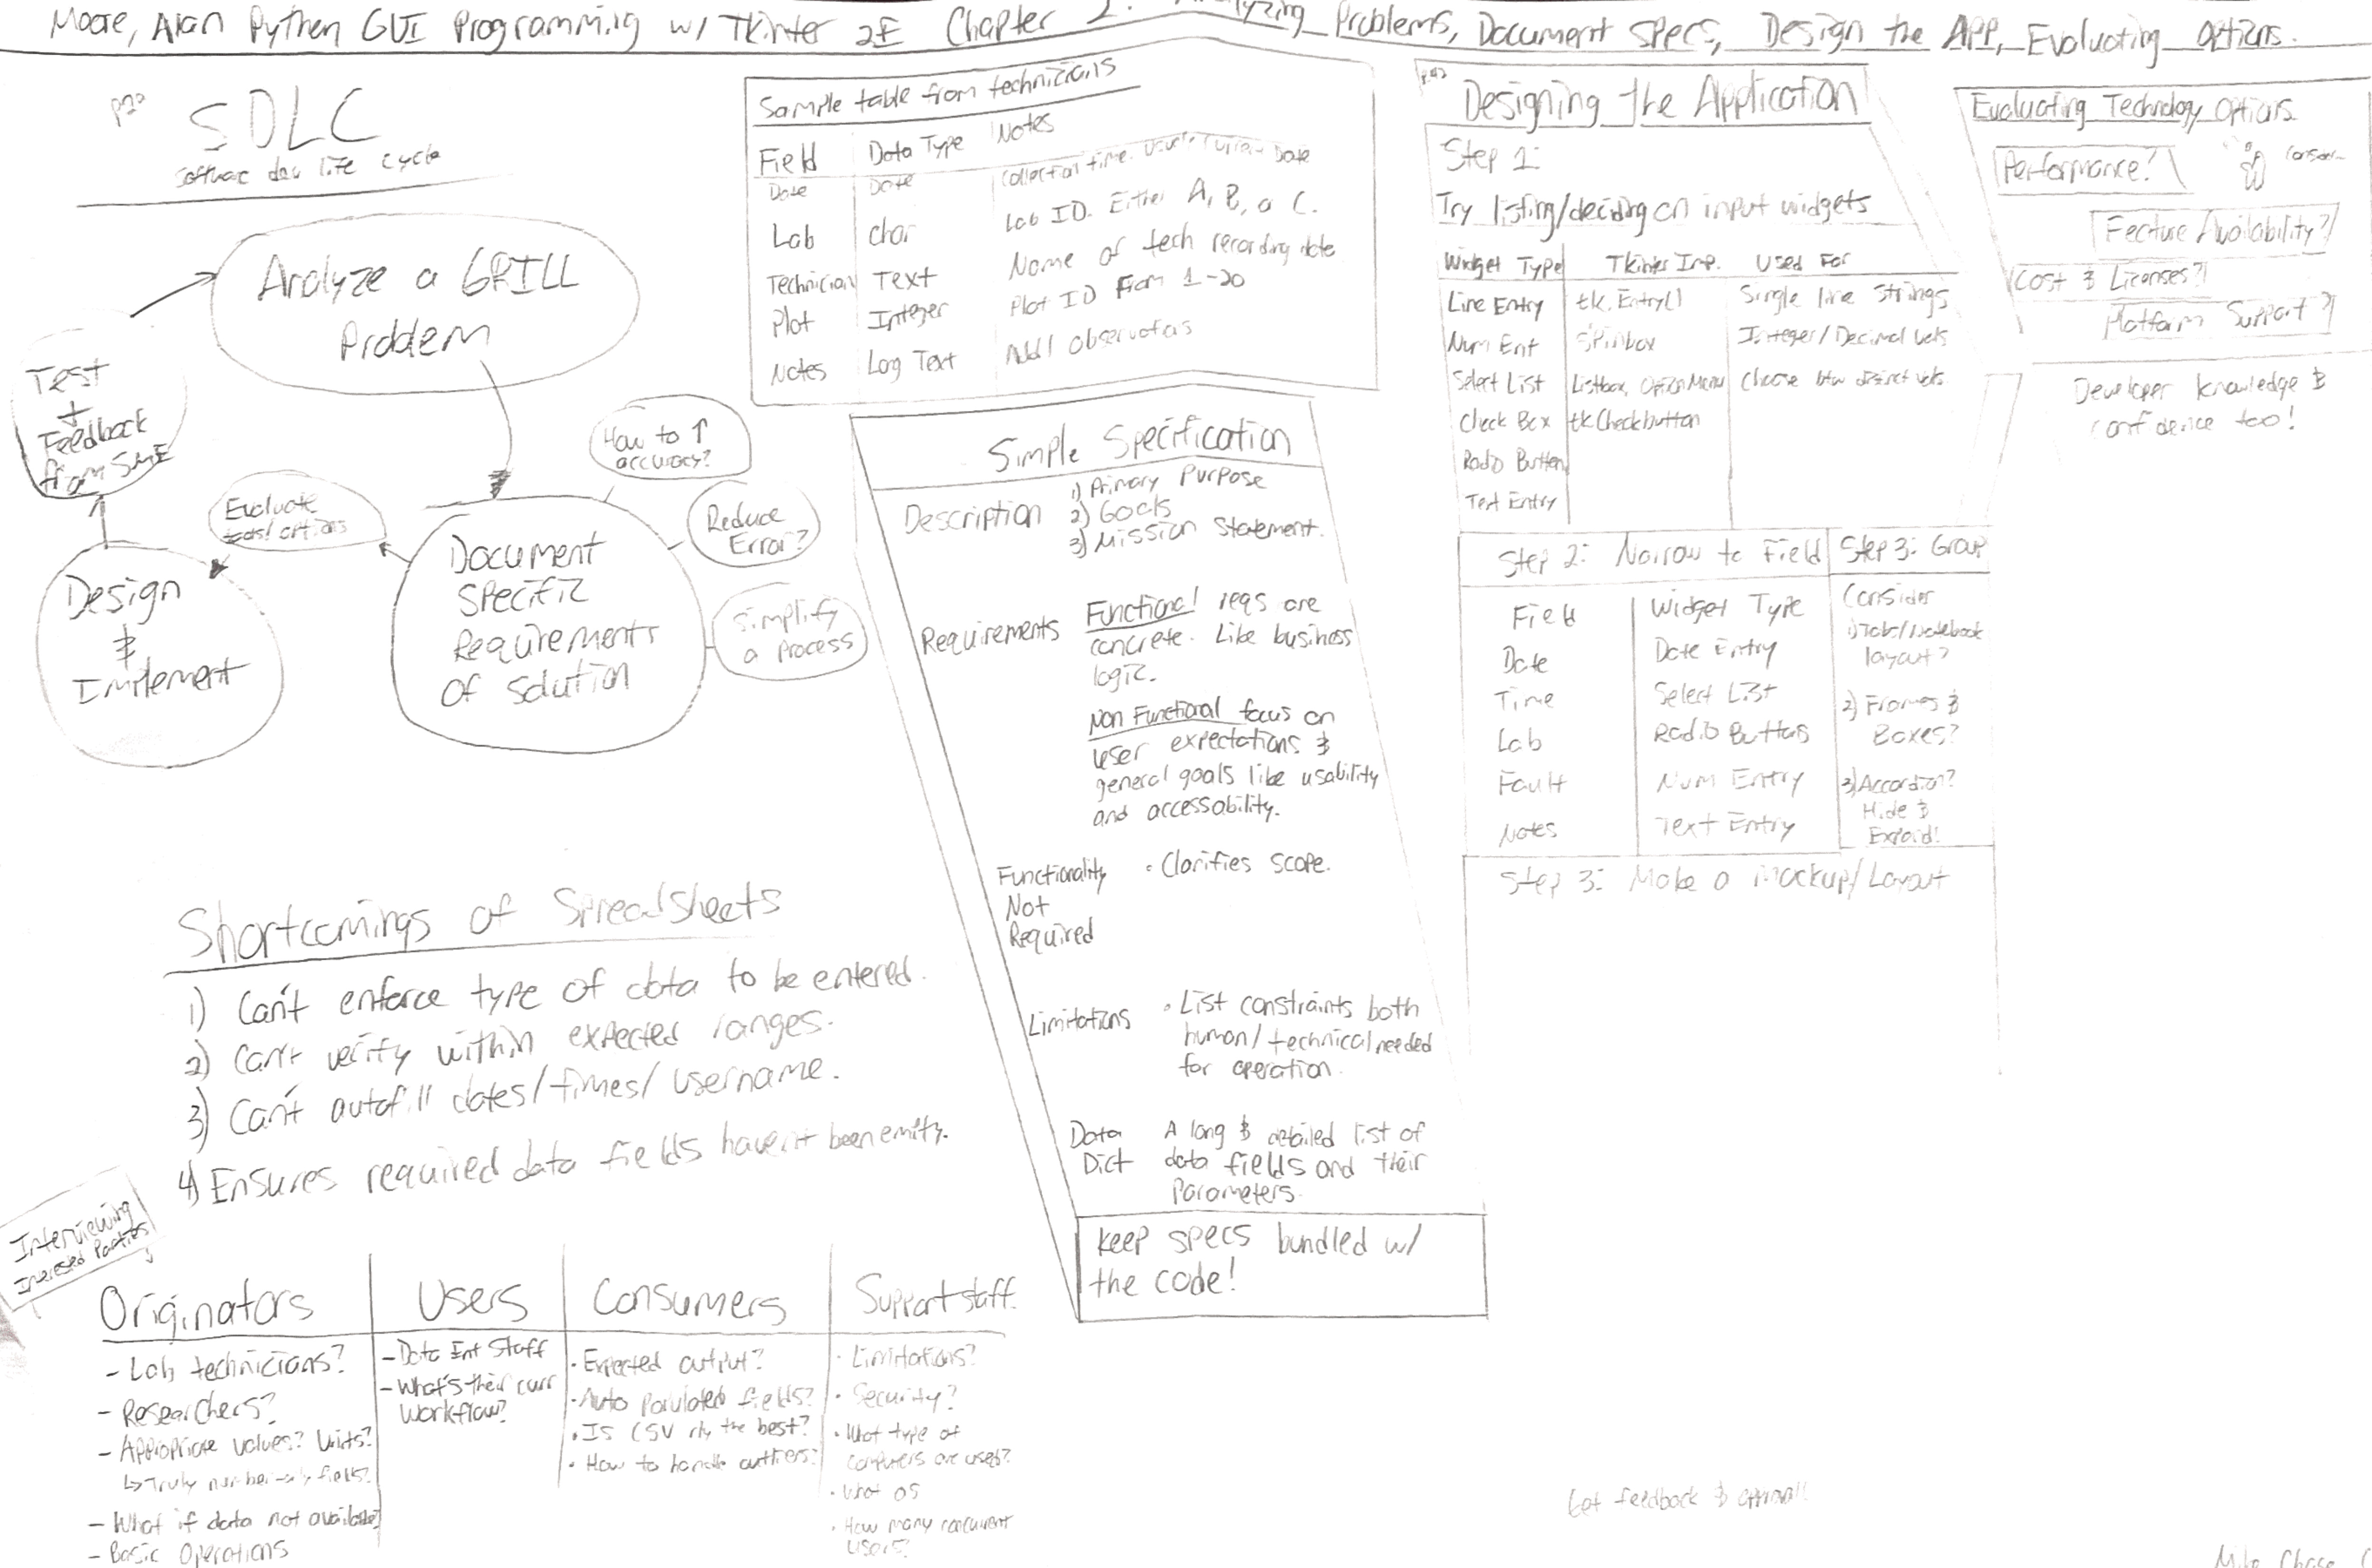 Moore, Alan Python GUI Programming w/ Tkinter 2E Chapter 2: Analyzing Problems, Document Specs, Design the App, Evaluating Options.
SDLC
Software dev life cycle
Analyze a GRILL
Problem
Test
+
Feedback
from SME
Evaluate
Design
&
Implement
Document
Specific
Requirements
of solution
How to ↑
accuracy?
Reduce
Error?
Simplify
a process
Shortcomings of Spreadsheets
1) Can't enforce type of data to be entered.
2) Can't verify within expected ranges.
3) Can't autofill dates/times/username.
4) Ensures required data fields haven't been empty.
Interviewing
Interested Parties
Originators
- Lab technicians?
- Researchers?
- Appropriate values? Units?
↳ Truly number-only fields?
- What if data not available?
- Basic Operations
Users
- Data Ent Staff
- What's their curr
Workflow?
Consumers
· Expected output?
· Auto Populated fields?
· Is CSV rly the best?
· How to handle outliers?
Support staff.
· Limitations?
· Security?
· What type of
computers are used?
· What OS
· How many concurrent
users?
Sample table from technicians
Field Data Type Notes
Date Date Collection time. Usually Current Date
Lab char Lab ID. Either A, B, or C.
Technician Text Name of tech recording data
Plot Integer Plot ID From 1-20
Notes Long Text Add'l observations
Simple Specification
Description 1) Primary Purpose
2) Goals
3) Mission Statement.
Requirements Functional reqs are
concrete. Like business
logic.
Non Functional focus on
user expectations &
general goals like usability
and accessability.
Functionality · Clarifies scope.
Not
Required
Limitations · List constraints both
human/technical needed
for operation.
Data A long & detailed list of
Dict data fields and their
Parameters.
Keep specs bundled w/
the code!
Designing the Application
Step 1:
Try listing/deciding on input widgets
Widget Type Tkinter Imp. Used For
Line Entry tk.Entry() Single line Strings
Num Ent Spinbox Integer/Decimal vals
Select List Listbox, OptionMenu Choose btw distinct vals
Check Box tk.Checkbutton
Radio Button
Text Entry
Step 2: Narrow to Field
Field Widget Type
Date Date Entry
Time Select List
Lab Radio Buttons
Fault Num Entry
Notes Text Entry
Step 3: Group
Consider
1) Tabs/Notebook
layout?
2) Frames &
Boxes?
3) Accordion?
Hide &
Expand!
Step 3: Make a Mockup/Layout
Evaluating Technology Options
Performance?
Feature Availability?
Cost & Licenses?
Platform Support?
Developer knowledge &
confidence too!
Get feedback & approval!